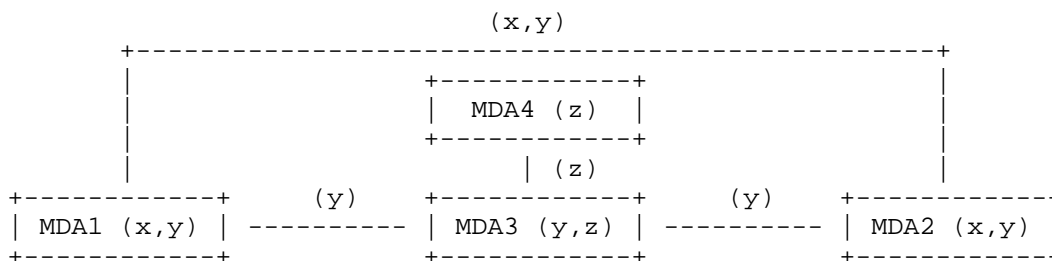 (x,y)
MDA4 (z)
(z)
(y) (y)
MDA1 (x,y) MDA3 (y,z) MDA2 (x,y)